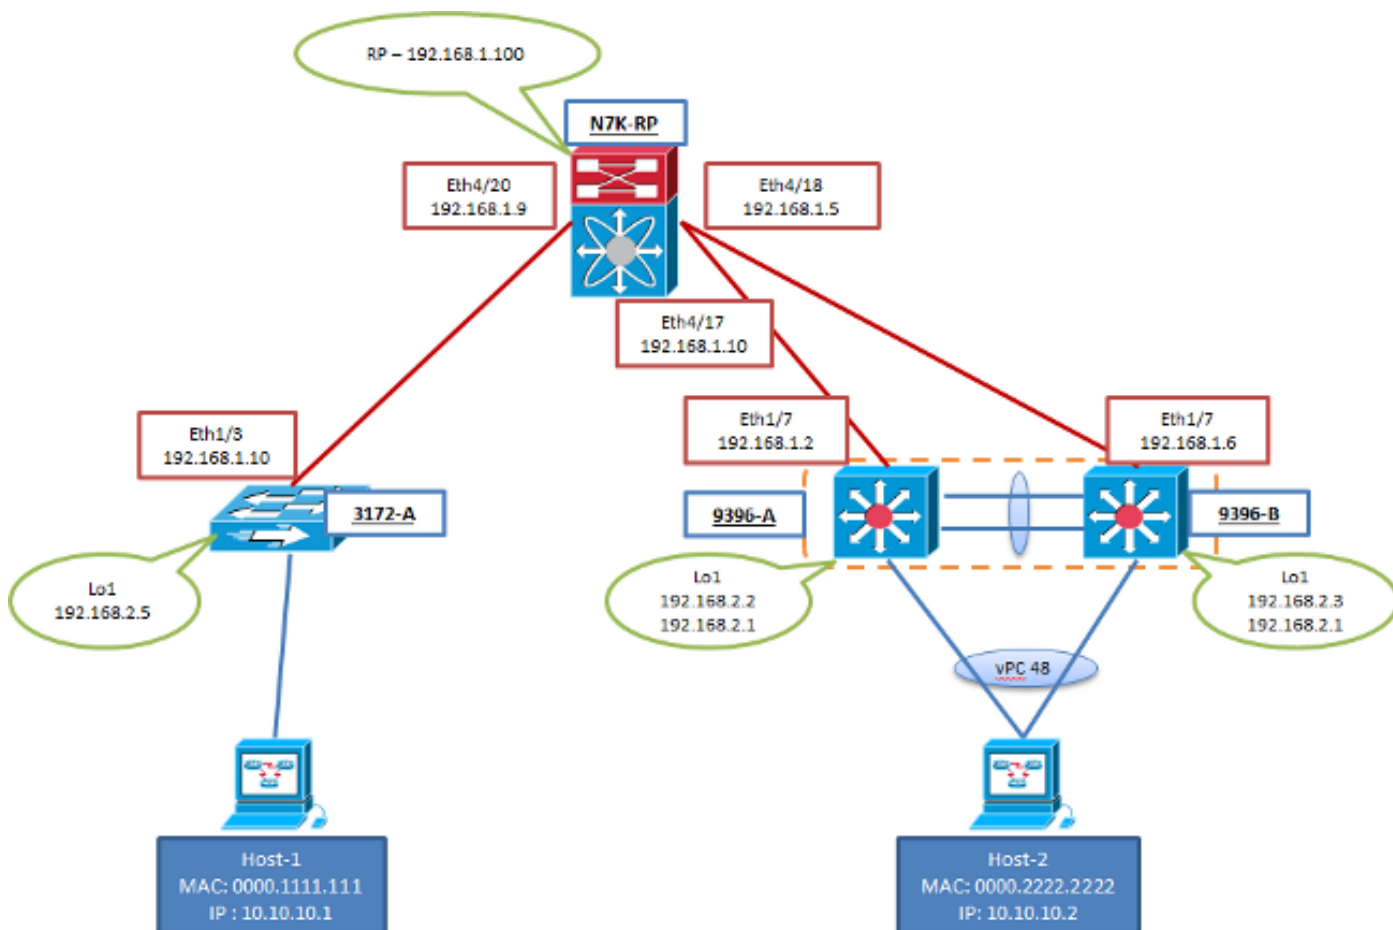 RP – 192.168.1.100
N7K-RP
Eth4/20
192.168.1.9
Eth4/18
192.168.1.5
Eth4/17
192.168.1.10
Eth1/3
192.168.1.10
Eth1/7
192.168.1.2
Eth1/7
192.168.1.6
3172-A
9396-A
9396-B
Lo1
192.168.2.5
Lo1
192.168.2.2
192.168.2.1
Lo1
192.168.2.3
192.168.2.1
vPC 48
Host-1
MAC: 0000.1111.111
IP : 10.10.10.1
Host-2
MAC: 0000.2222.2222
IP: 10.10.10.2